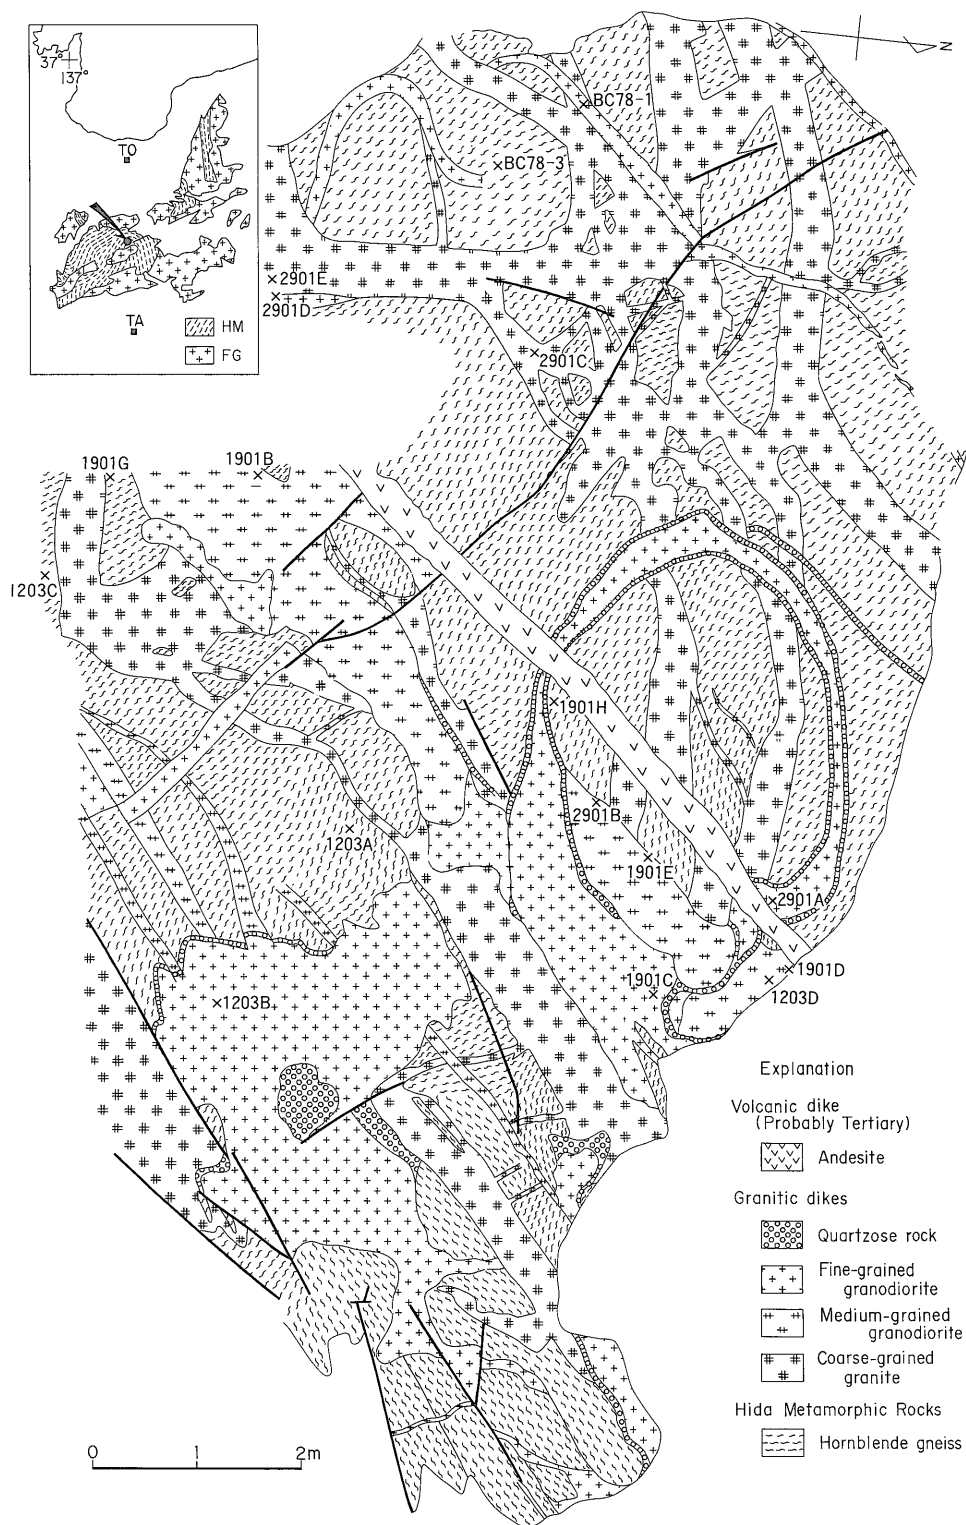 N
37°
137°
TO
TA
HM
FG
BC78-1
BC78-3
2901E
2901D
2901C
1901G
1901B
1203C
1901H
2901B
1203A
1901E
2901A
1901D
1901C
1203D
1203B
Explanation
Volcanic dike
(Probably Tertiary)
Andesite
Granitic dikes
Quartzose rock
Fine-grained
granodiorite
Medium-grained
granodiorite
Coarse-grained
granite
Hida Metamorphic Rocks
Hornblende gneiss
0 1 2m